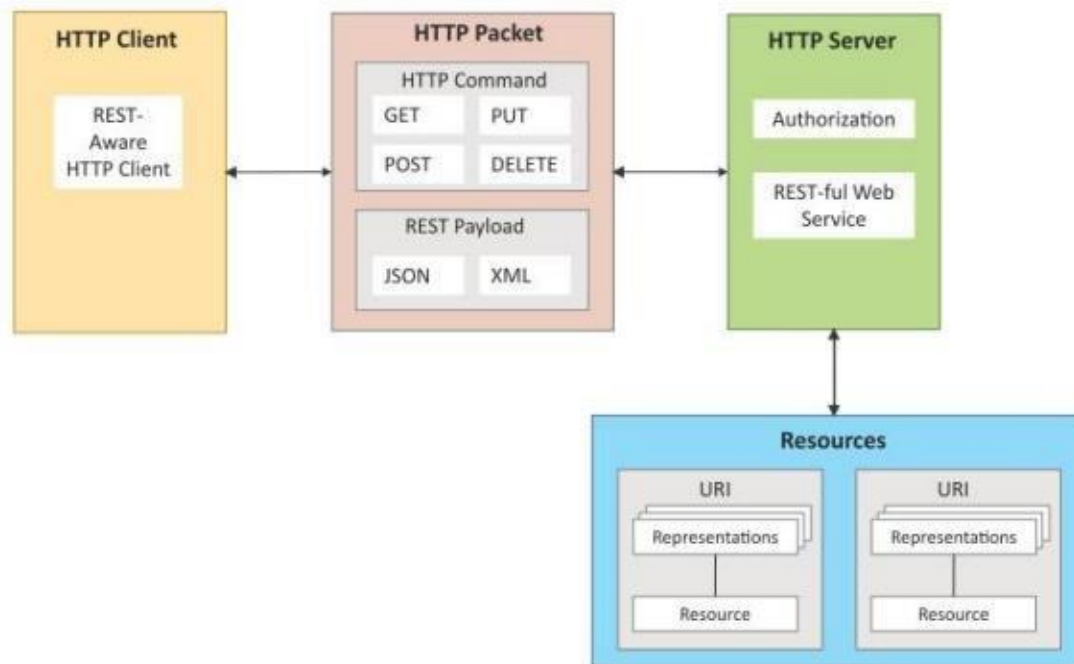 HTTP Client
REST-
Aware
HTTP Client
HTTP Packet
HTTP Command
GET
PUT
POST
DELETE
REST Payload
JSON
XML
HTTP Server
Authorization
REST-ful Web
Service
Resources
URI
Representations
Resource
URI
Representations
Resource